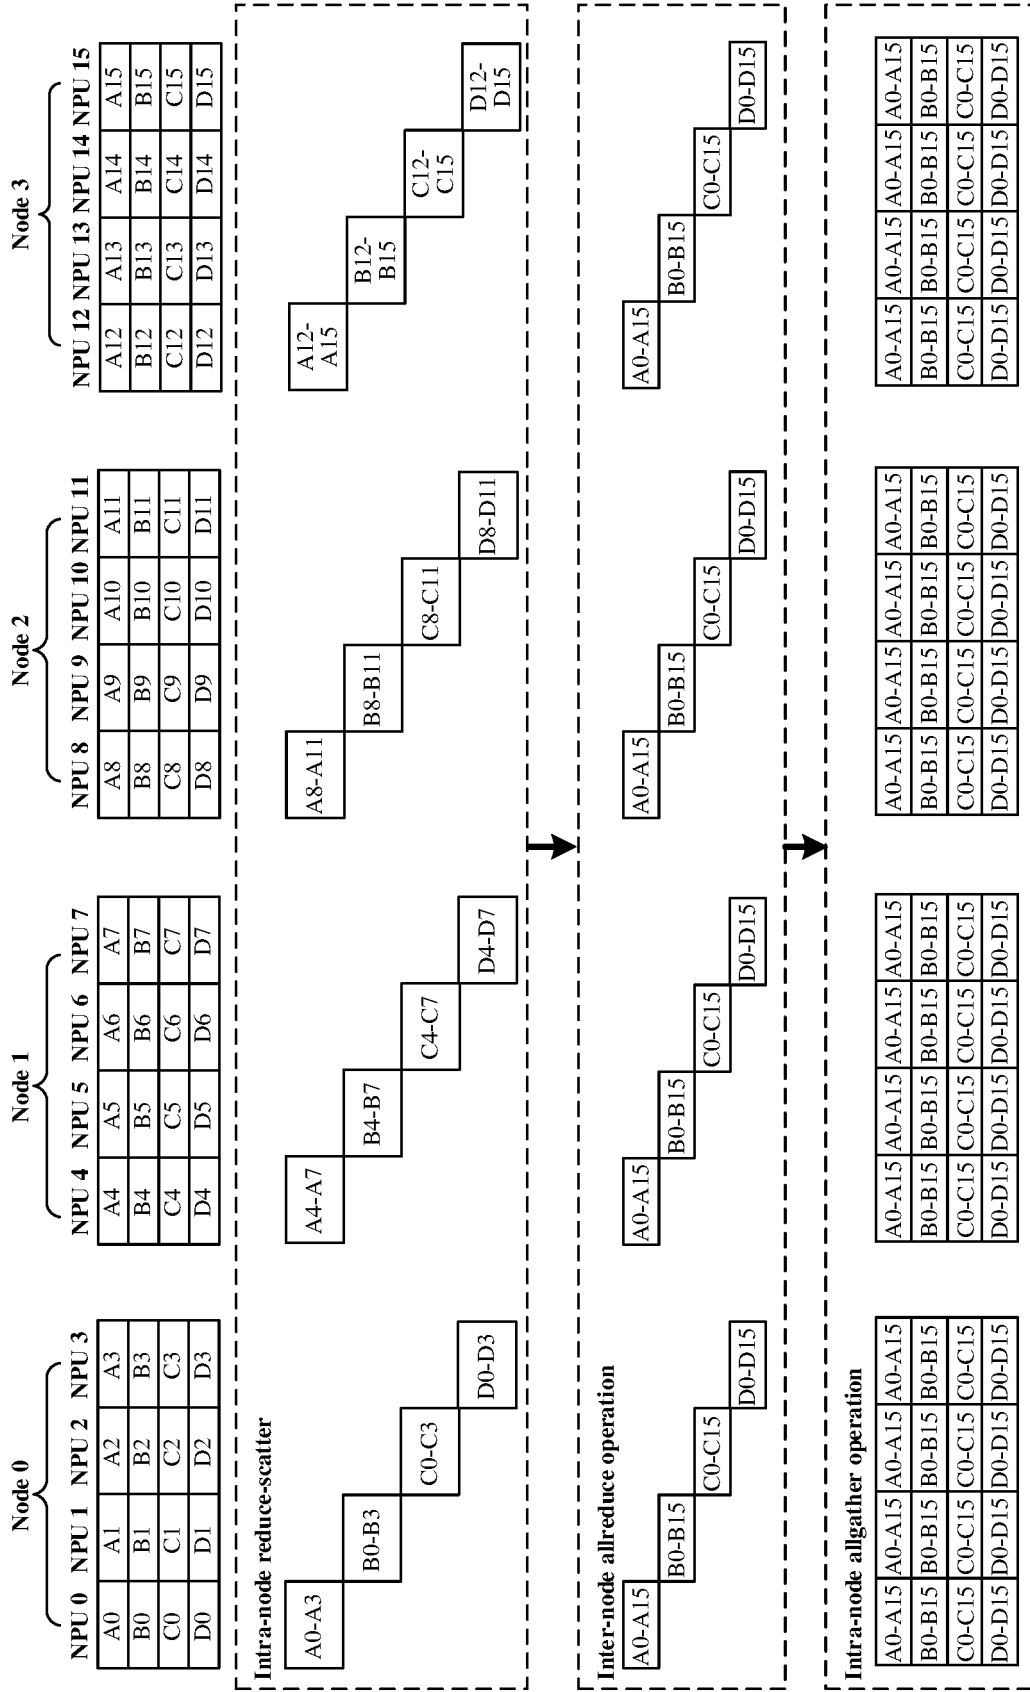 Node 0 Node 1 Node 2 Node 3
NPU 0 NPU 1 NPU 2 NPU 3 NPU 4 NPU 5 NPU 6 NPU 7 NPU 8 NPU 9 NPU 10 NPU 11 NPU 12 NPU 13 NPU 14 NPU 15
A0 A1 A2 A3 A4 A5 A6 A7 A8 A9 A10 A11 A12 A13 A14 A15
B0 B1 B2 B3 B4 B5 B6 B7 B8 B9 B10 B11 B12 B13 B14 B15
C0 C1 C2 C3 C4 C5 C6 C7 C8 C9 C10 C11 C12 C13 C14 C15
D0 D1 D2 D3 D4 D5 D6 D7 D8 D9 D10 D11 D12 D13 D14 D15
Intra-node reduce-scatter
A0-A3 A4-A7 A8-A11 A12-
A15
B0-B3 B4-B7 B8-B11 B12-
B15
C0-C3 C4-C7 C8-C11 C12-
C15
D0-D3 D4-D7 D8-D11 D12-
D15
Inter-node allreduce operation
A0-A15 A0-A15 A0-A15 A0-A15
B0-B15 B0-B15 B0-B15 B0-B15
C0-C15 C0-C15 C0-C15 C0-C15
D0-D15 D0-D15 D0-D15 D0-D15
Intra-node allgather operation
A0-A15 A0-A15 A0-A15 A0-A15 A0-A15 A0-A15 A0-A15 A0-A15 A0-A15 A0-A15 A0-A15 A0-A15 A0-A15 A0-A15 A0-A15 A0-A15
B0-B15 B0-B15 B0-B15 B0-B15 B0-B15 B0-B15 B0-B15 B0-B15 B0-B15 B0-B15 B0-B15 B0-B15 B0-B15 B0-B15 B0-B15 B0-B15
C0-C15 C0-C15 C0-C15 C0-C15 C0-C15 C0-C15 C0-C15 C0-C15 C0-C15 C0-C15 C0-C15 C0-C15 C0-C15 C0-C15 C0-C15 C0-C15
D0-D15 D0-D15 D0-D15 D0-D15 D0-D15 D0-D15 D0-D15 D0-D15 D0-D15 D0-D15 D0-D15 D0-D15 D0-D15 D0-D15 D0-D15 D0-D15